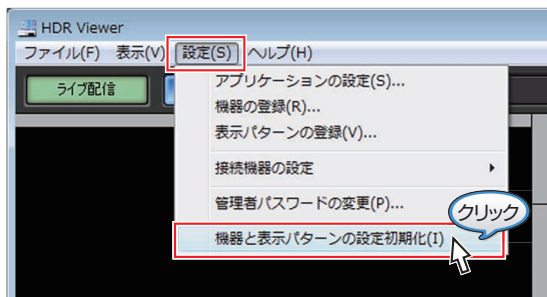 HDR Viewer
ファイル(F) 表示(V) 設定(S) ヘルプ(H)
ライブ配信
アプリケーションの設定(S)...
機器の登録(R)...
表示パターンの登録(V)...
接続機器の設定
管理者パスワードの変更(P)...
クリック
機器と表示パターンの設定初期化(I)